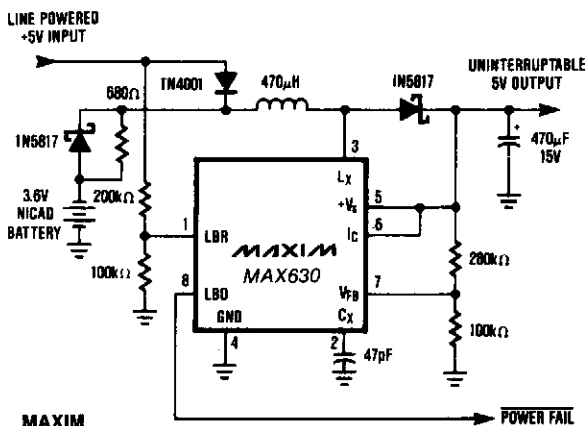 LINE POWERED
+5V INPUT
1N4001
470µH
1N5817
UNINTERRUPTABLE
5V OUTPUT
680Ω
1N5817
3
470µF
15V
+
LX
3.6V
NICAD
BATTERY
200kΩ
+VS
5
1
LBR
MAXIM
IC
6
MAX630
280kΩ
100kΩ
8
LBD
VFB
7
GND
CX
100kΩ
4
2
47pF
MAXIM
POWER FAIL